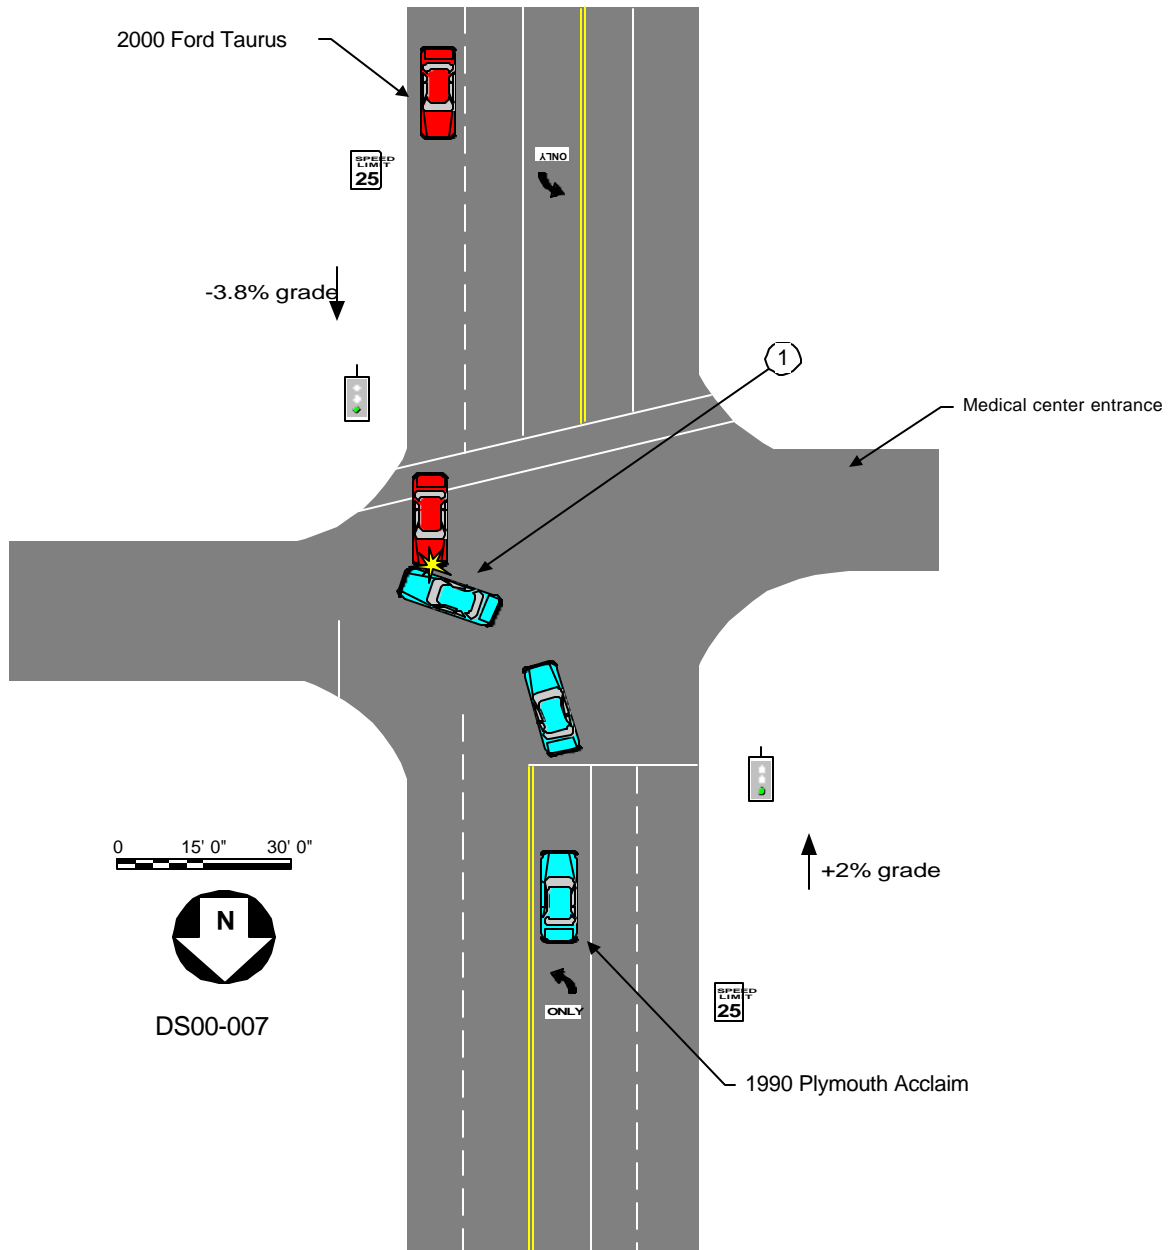 2000 Ford Taurus
SPEED
LIMIT
25
ONLY
-3.8% grade
1
Medical center entrance
0 15' 0" 30' 0"
+2% grade
N
DS00-007
ONLY
SPEED
LIMIT
25
1990 Plymouth Acclaim